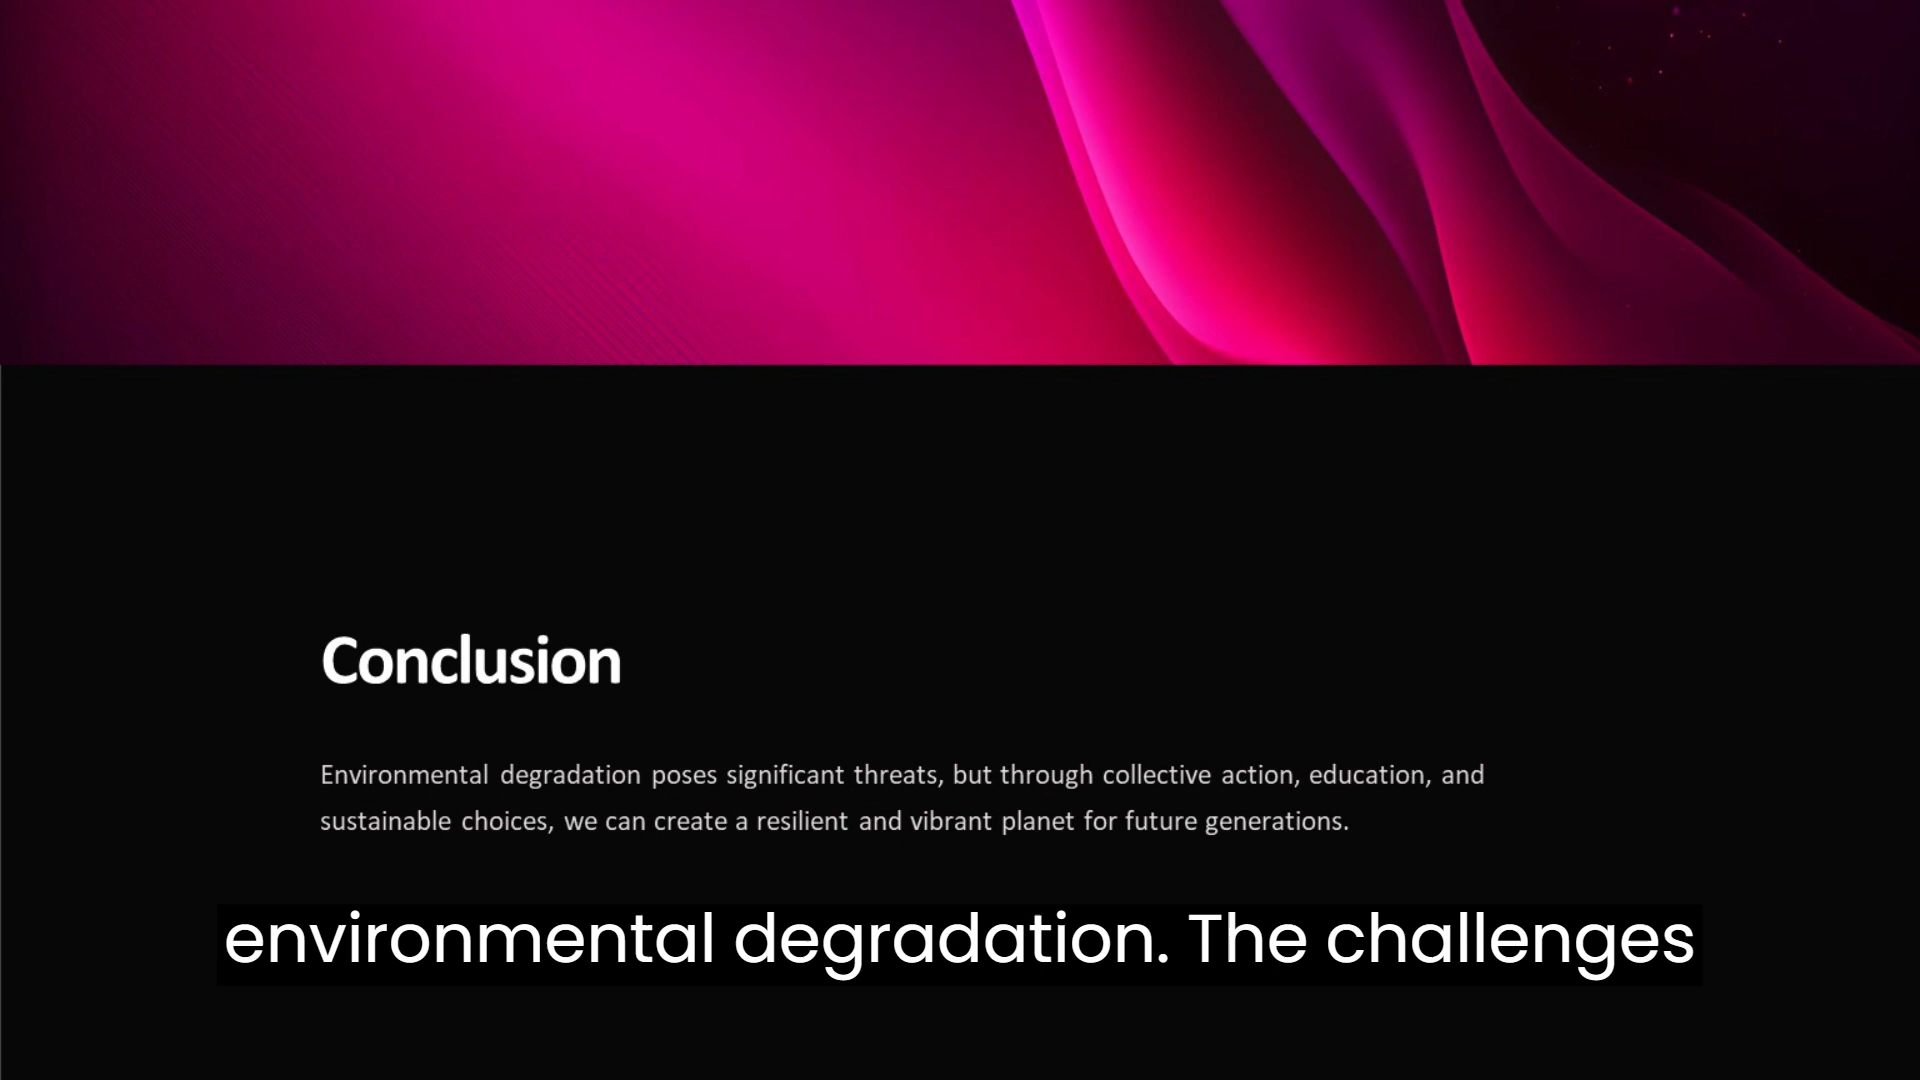 Conclusion
Environmental degradation poses significant threats, but through collective action, education, and
sustainable choices, we can create a resilient and vibrant planet for future generations.
environmental degradation. The challenges